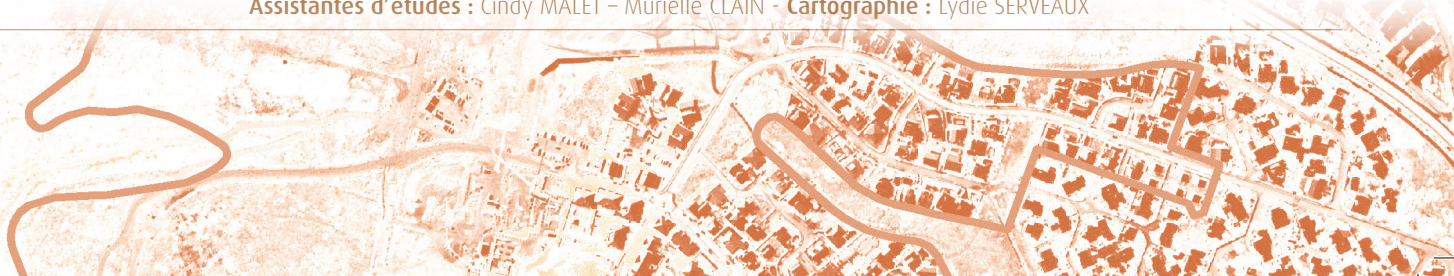 Assistantes d'études : Cindy MALET – Murielle CLAIN - Cartographie : Lydie SERVEAUX